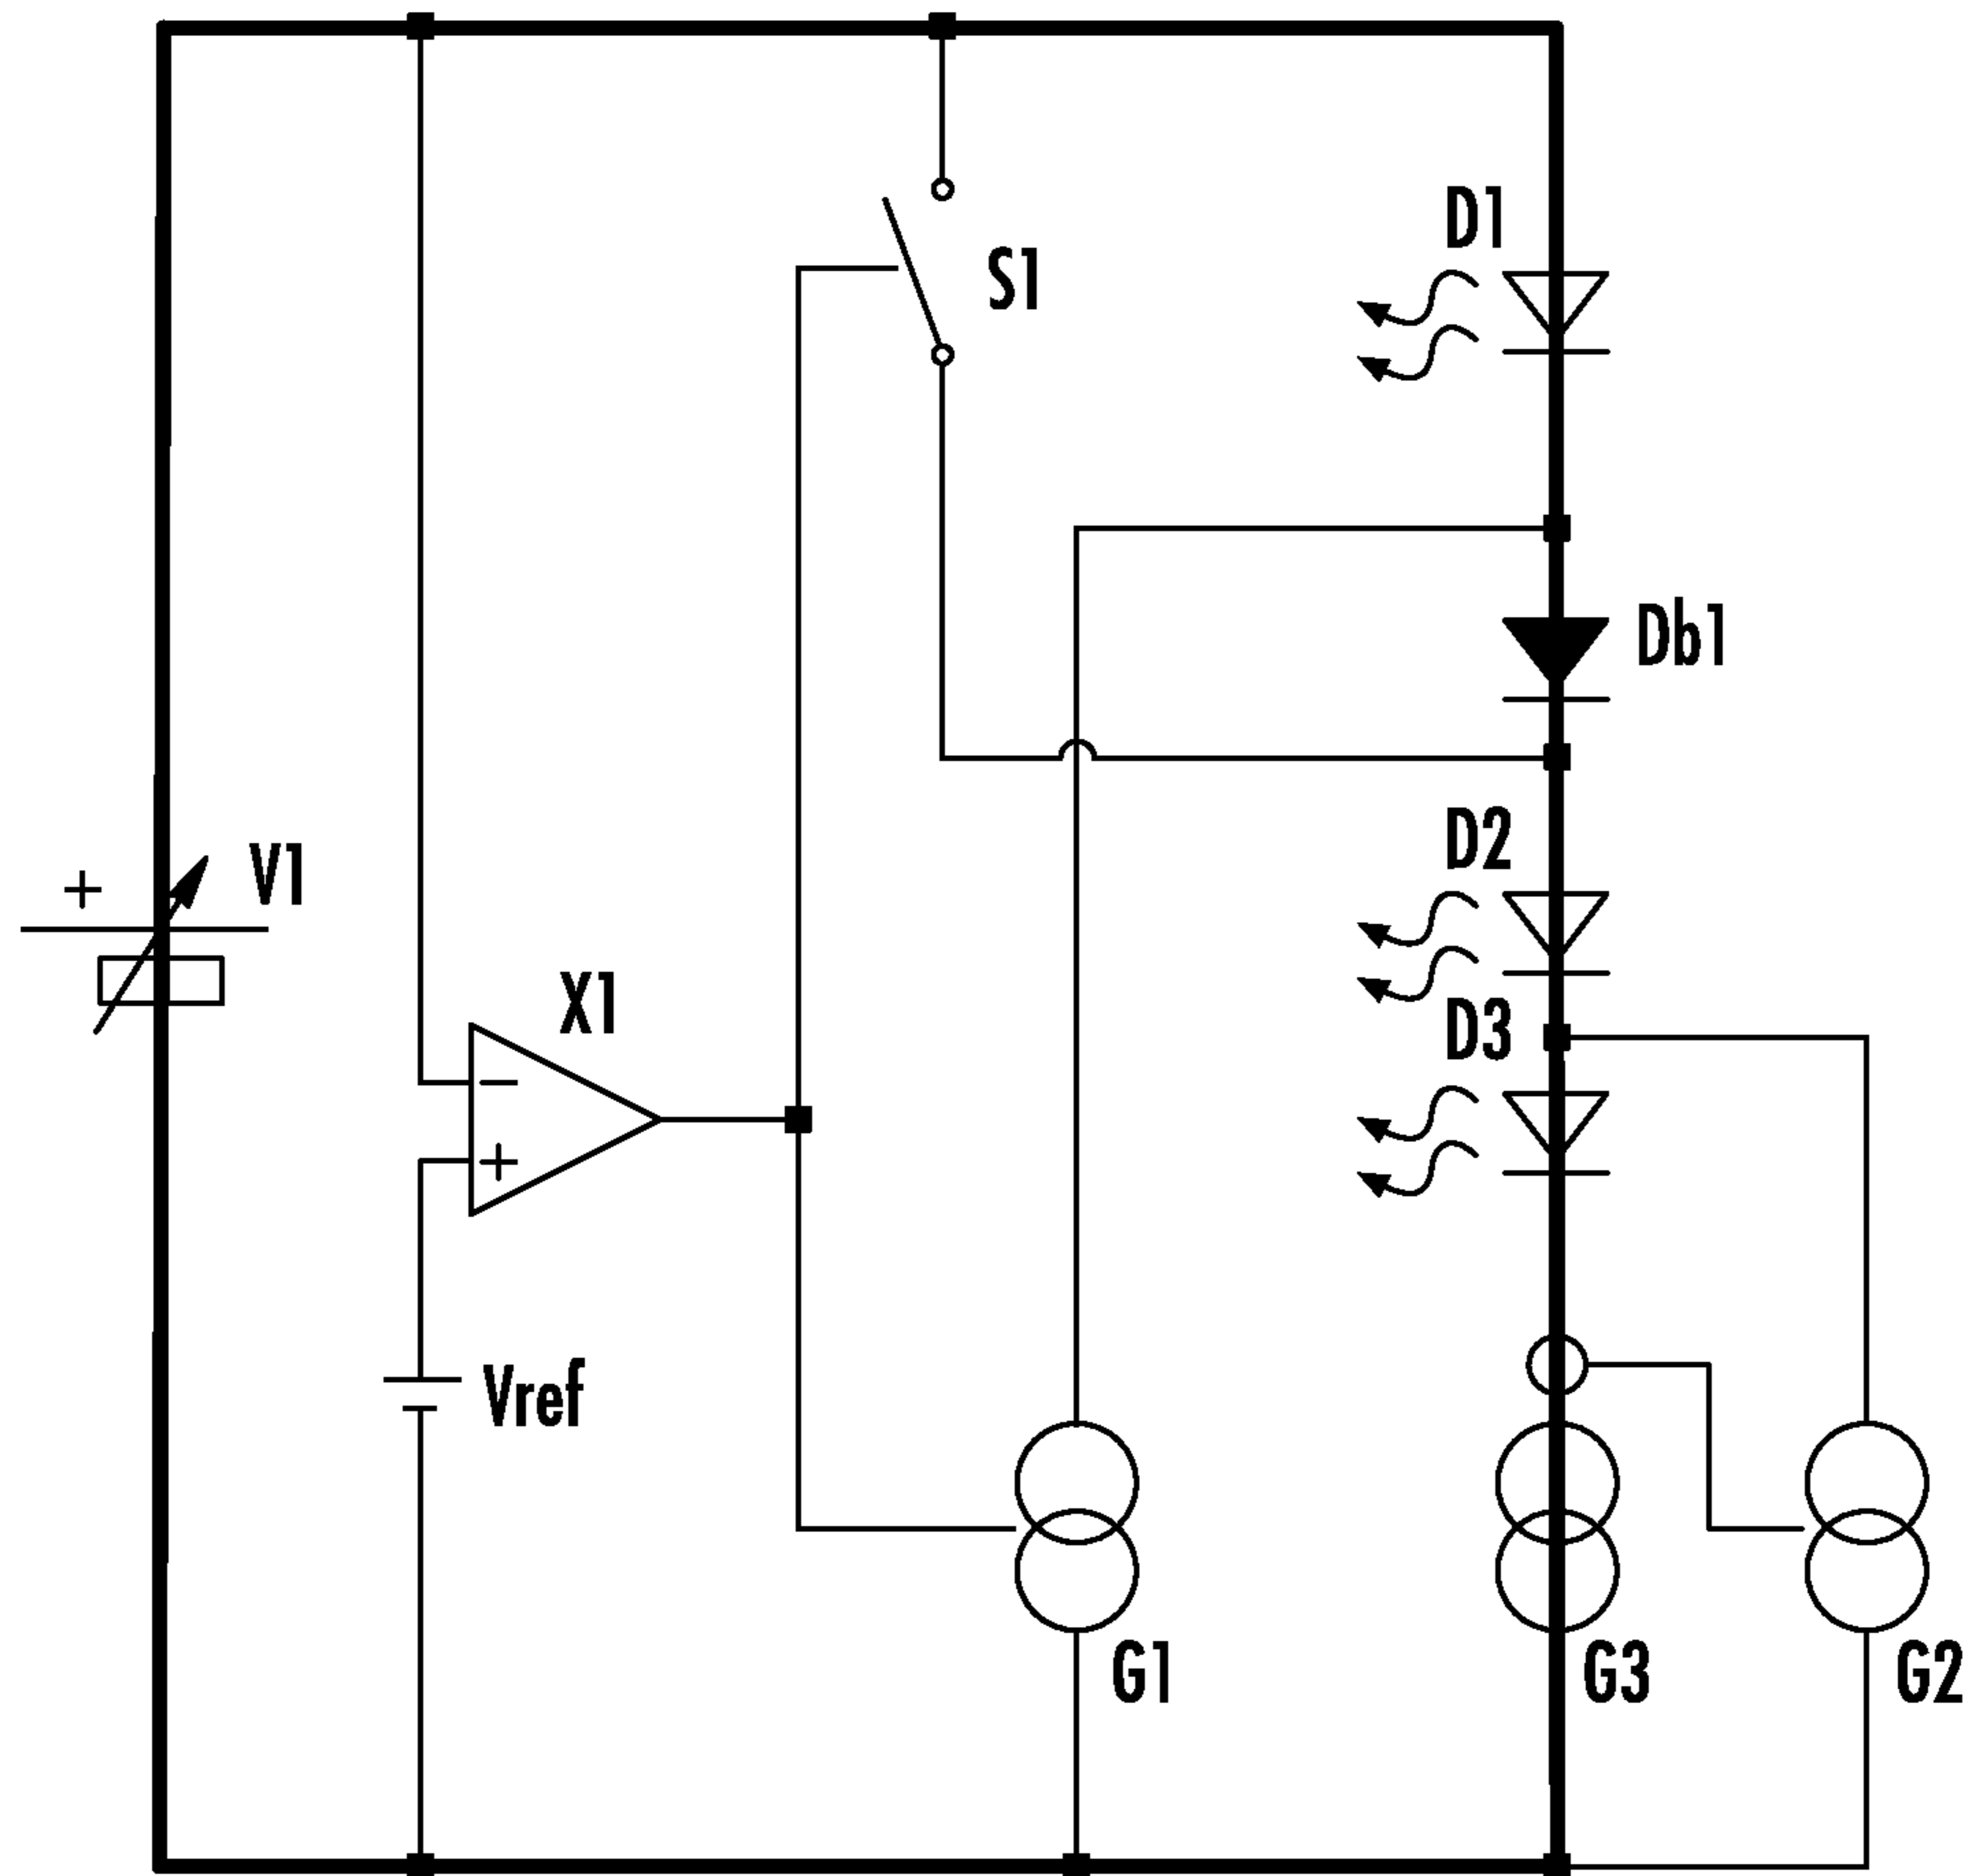 D1
S1
Db1
D2
+ V1
X1
D3
−
+
Vref
G1
G3
G2